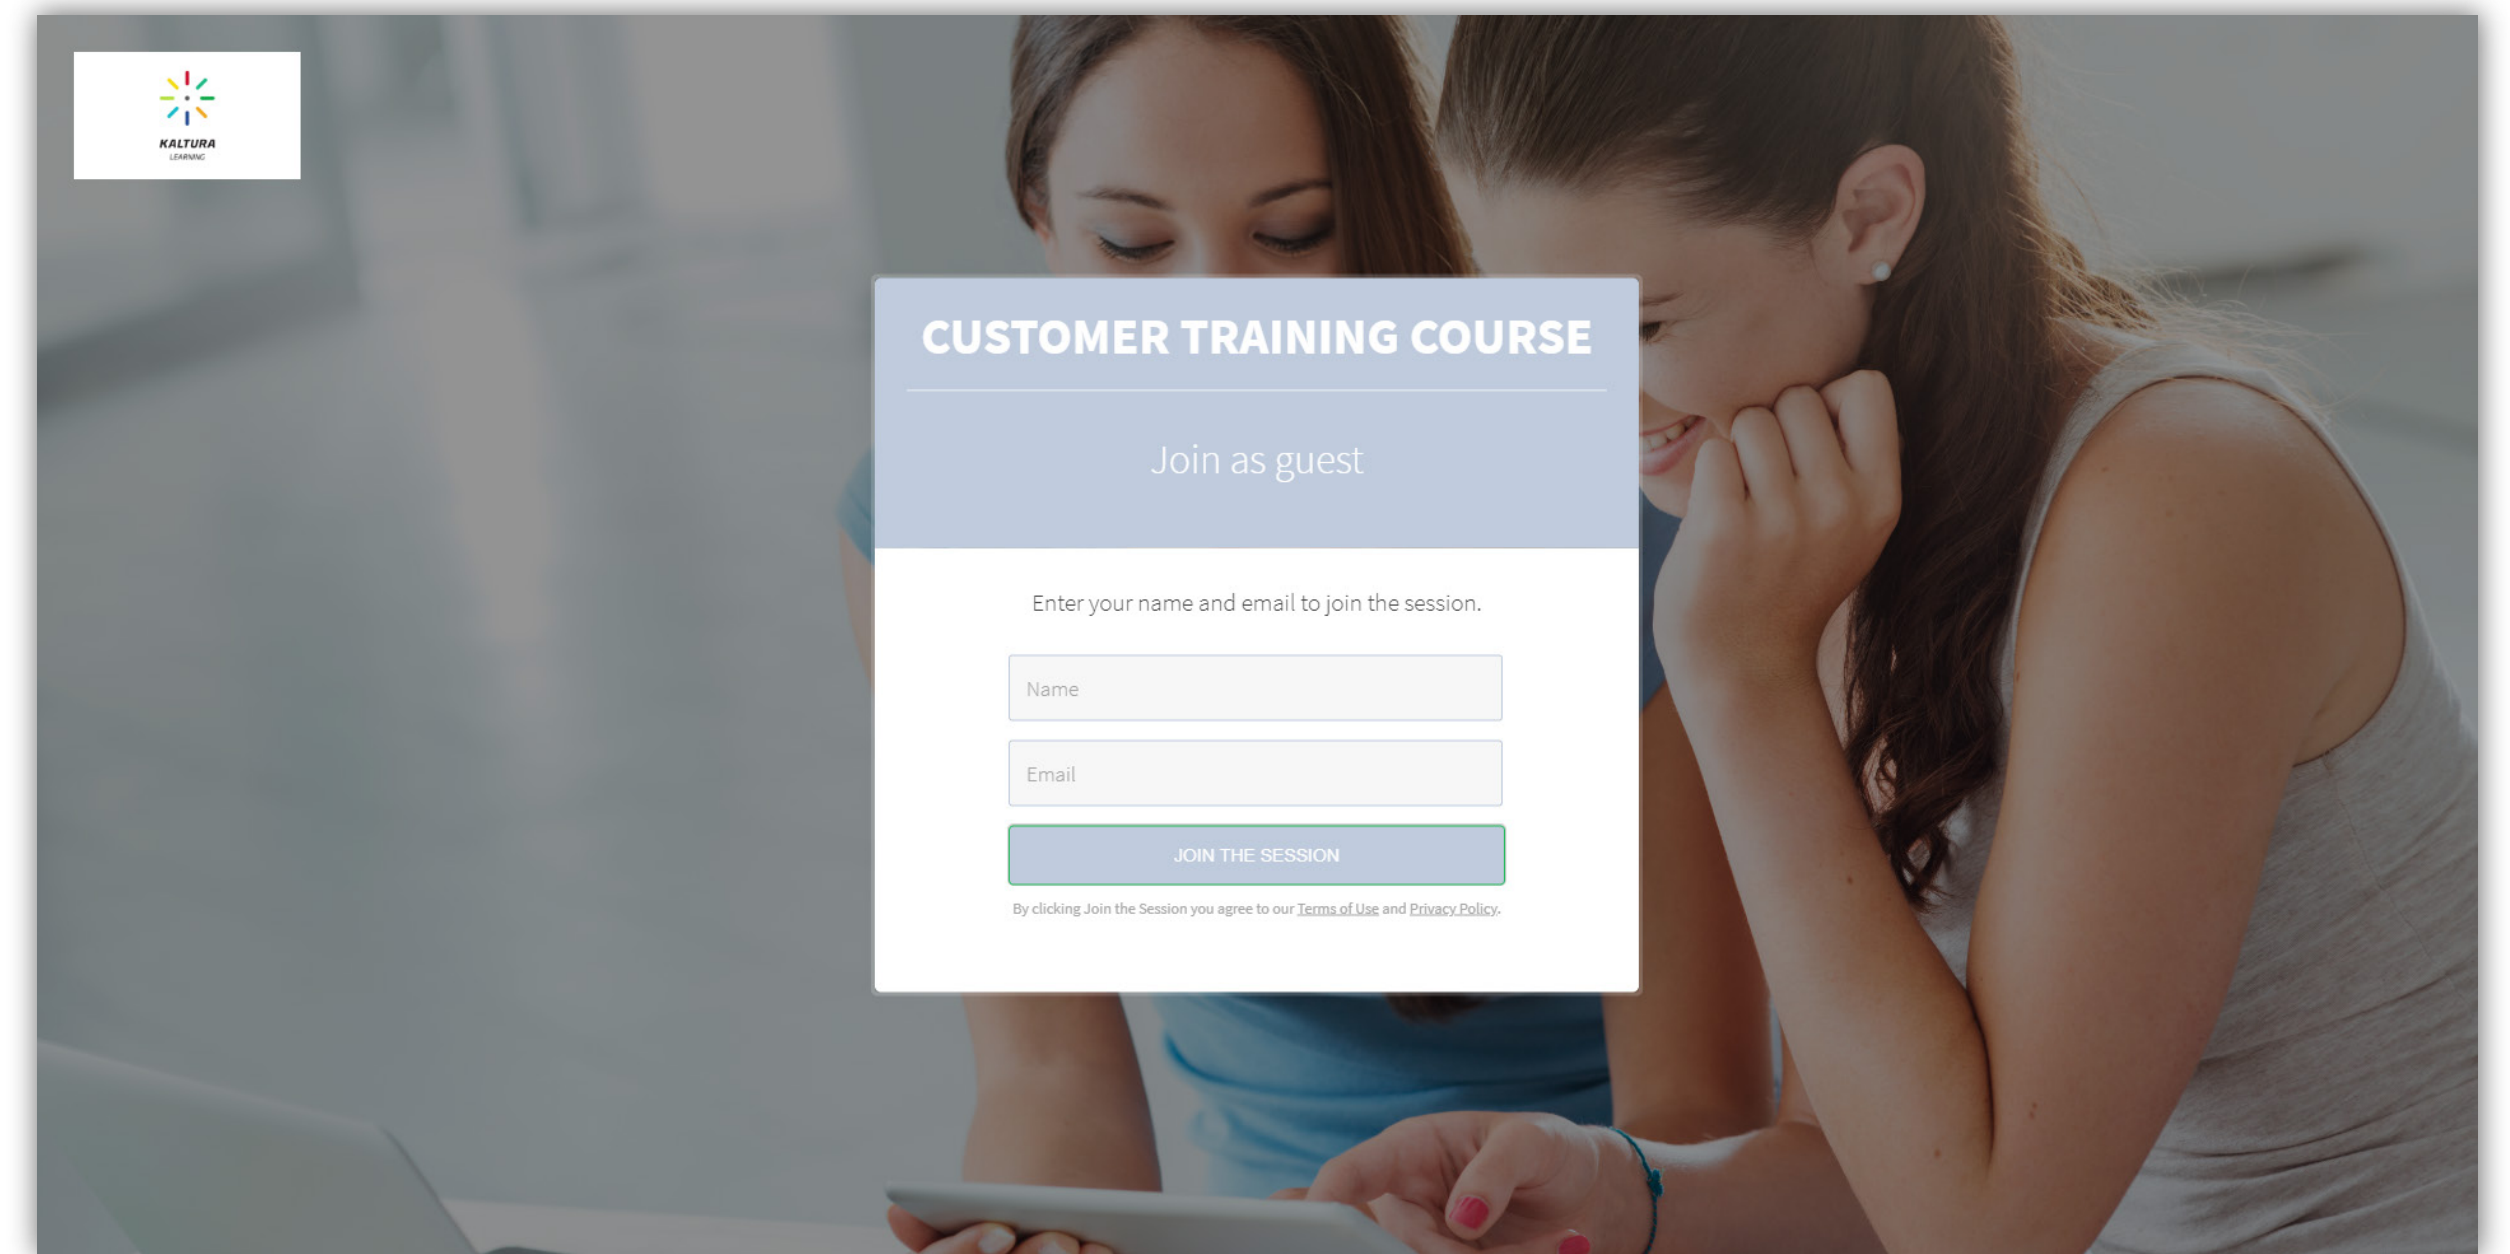 KALTURA
LEARNING
CUSTOMER TRAINING COURSE
Join as guest
Enter your name and email to join the session.
Name
Email
JOIN THE SESSION
By clicking Join the Session you agree to our Terms of Use and Privacy Policy.